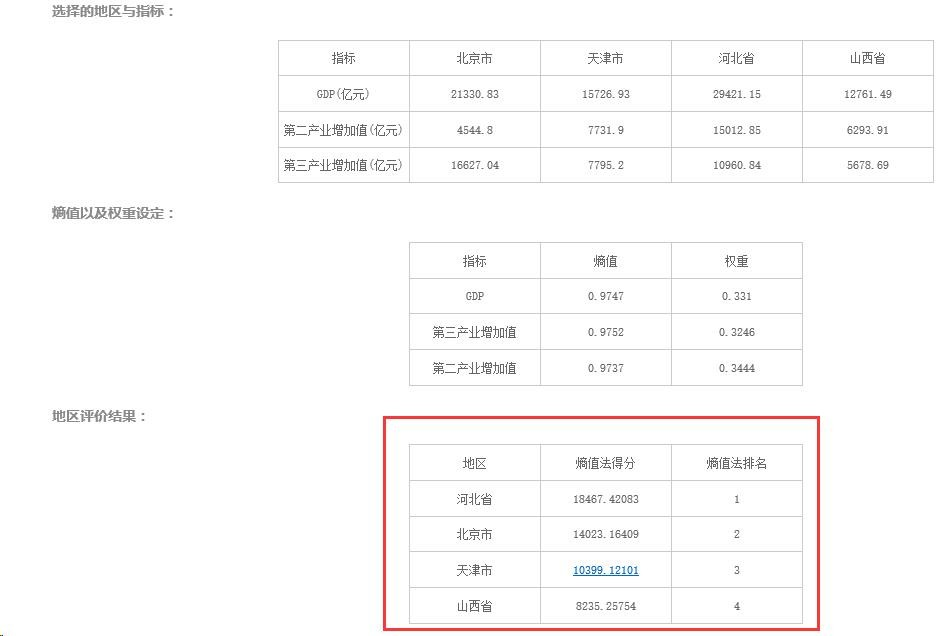 选择的地区与指标：
指标 北京市 天津市 河北省 山西省
GDP(亿元) 21330.83 15726.93 29421.15 12761.49
第二产业增加值(亿元) 4544.8 7731.9 15012.85 6293.91
第三产业增加值(亿元) 16627.04 7795.2 10960.84 5678.69
熵值以及权重设定：
指标 熵值 权重
GDP 0.9747 0.331
第三产业增加值 0.9752 0.3246
第二产业增加值 0.9737 0.3444
地区评价结果：
地区 熵值法得分 熵值法排名
河北省 18467.42083 1
北京市 14023.16409 2
天津市 10399.12101 3
山西省 8235.25754 4